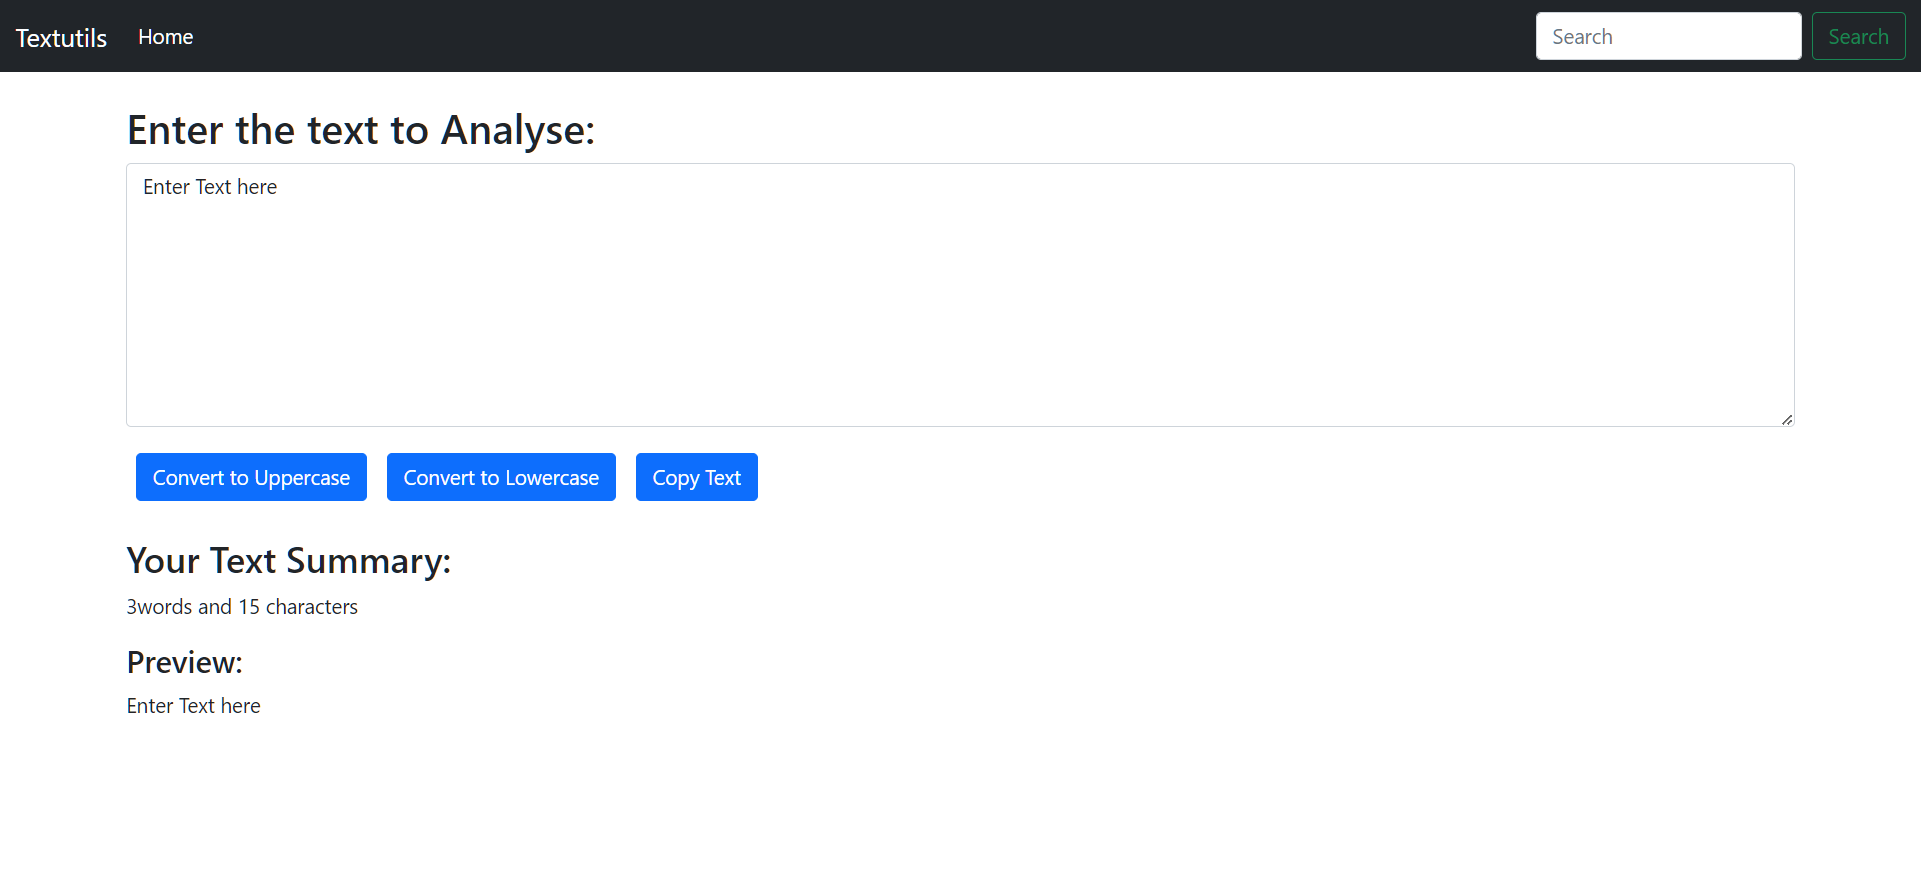 Textutils Home Search Search
Enter the text to Analyse:
Enter Text here
Convert to Uppercase Convert to Lowercase Copy Text
Your Text Summary:
3words and 15 characters
Preview:
Enter Text here